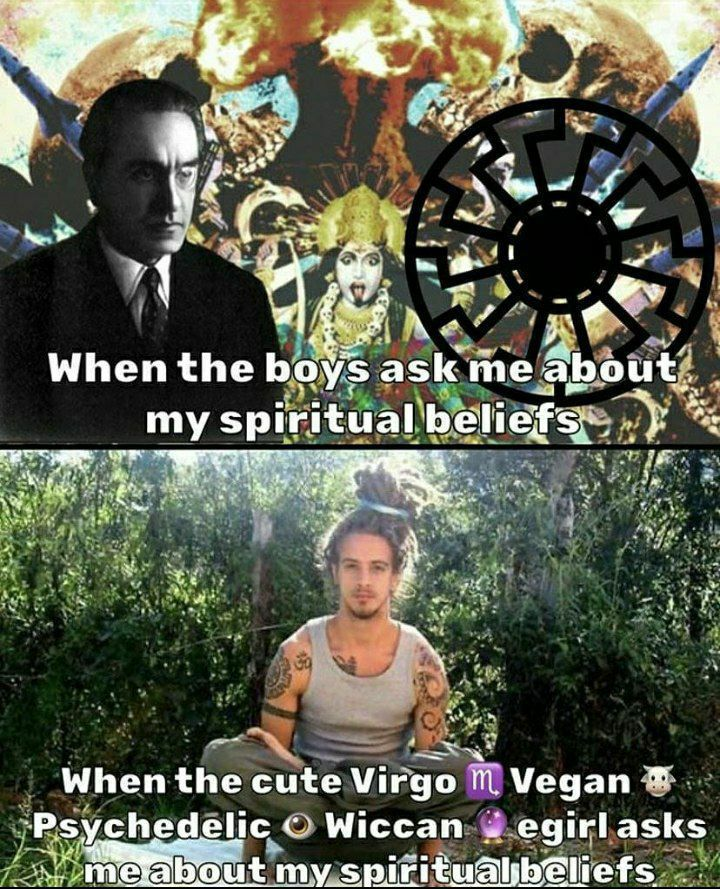 When the boys ask me about
my spiritual beliefs
When the cute Virgo ♏ Vegan 🐮
Psychedelic 👁 Wiccan 🔮 egirl asks
me about my spiritual beliefs